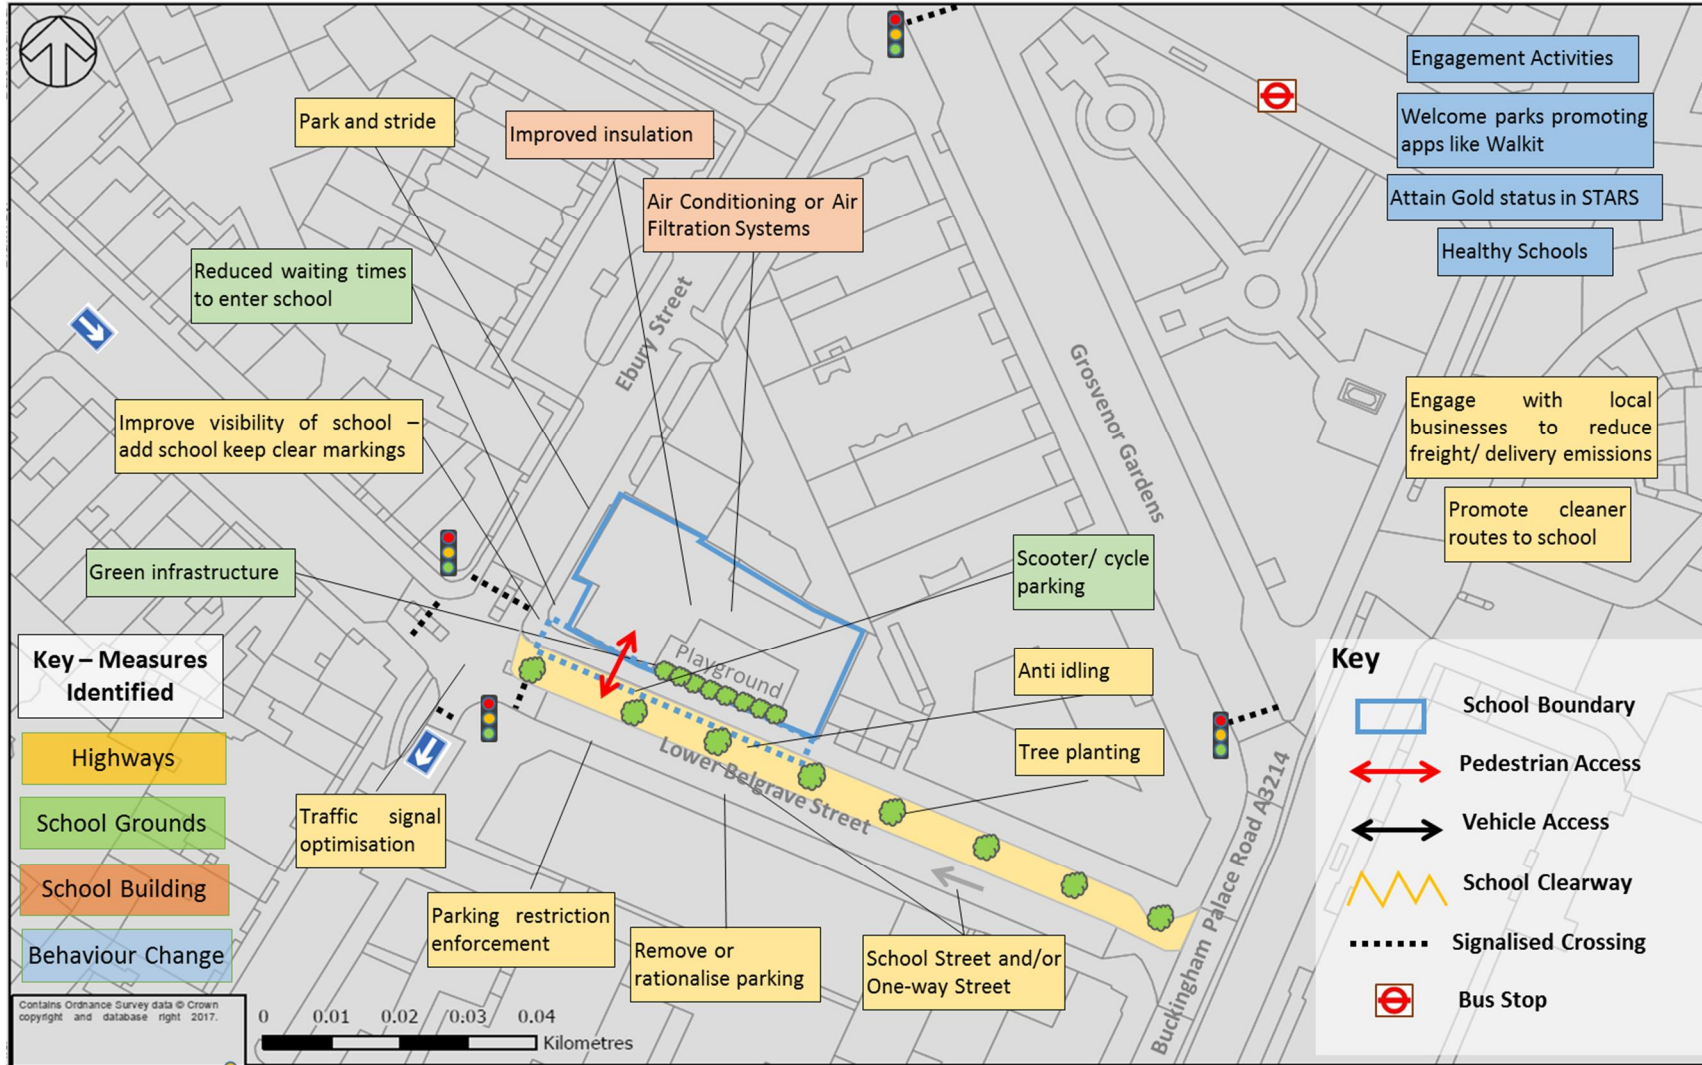 Engagement Activities
Welcome parks promoting
apps like Walkit
Attain Gold status in STARS
Healthy Schools
Park and stride
Improved insulation
Air Conditioning or Air
Filtration Systems
Reduced waiting times
to enter school
Ebury Street
Grosvenor Gardens
Improve visibility of school –
add school keep clear markings
Engage with local
businesses to reduce
freight/ delivery emissions
Promote cleaner
routes to school
Green infrastructure
Scooter/ cycle
parking
Playground
Anti idling
Tree planting
Lower Belgrave Street
Buckingham Palace Road A3214
Traffic signal
optimisation
Parking restriction
enforcement
Remove or
rationalise parking
School Street and/or
One-way Street
Key – Measures
Identified
Highways
School Grounds
School Building
Behaviour Change
Key
School Boundary
Pedestrian Access
Vehicle Access
School Clearway
Signalised Crossing
Bus Stop
Contains Ordnance Survey data © Crown
copyright and database right 2017.
0 0.01 0.02 0.03 0.04
Kilometres